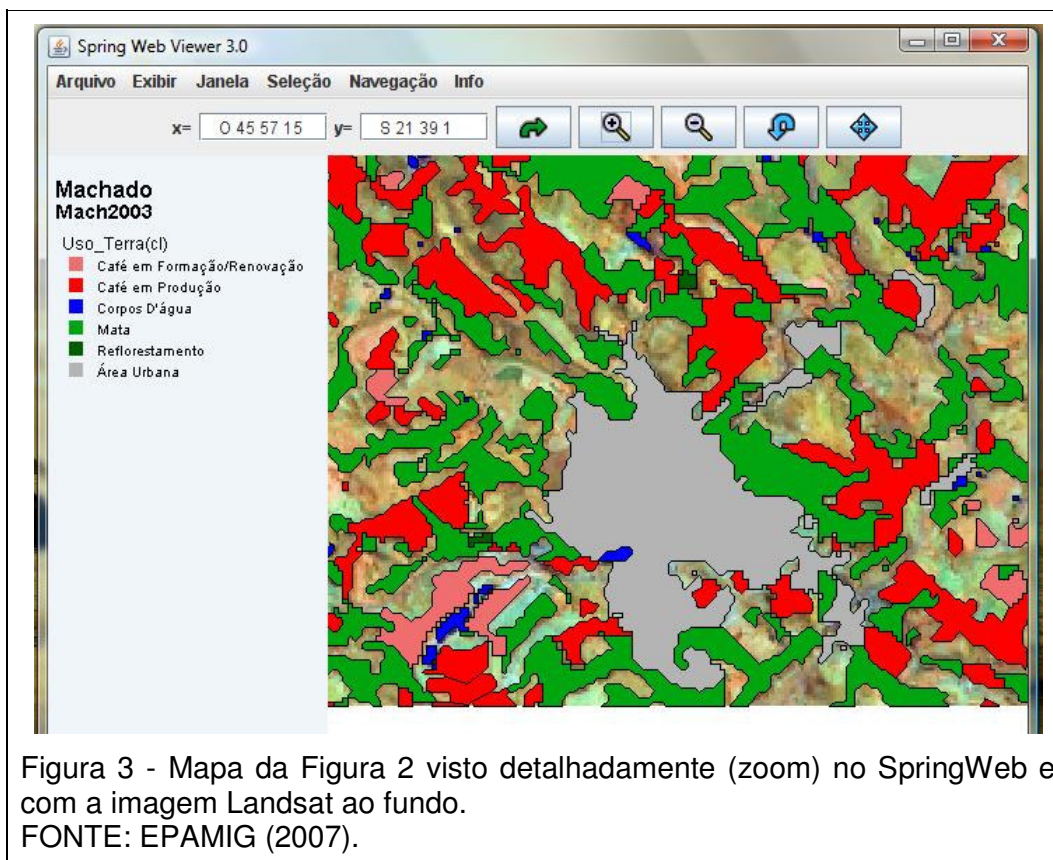 Spring Web Viewer 3.0
Arquivo Exibir Janela Seleção Navegação Info
x= O 45 57 15 y= S 21 39 1
Machado
Mach2003
Uso_Terra(cl)
Café em Formação/Renovação
Café em Produção
Corpos D'água
Mata
Reflorestamento
Área Urbana
Figura 3 - Mapa da Figura 2 visto detalhadamente (zoom) no SpringWeb e
com a imagem Landsat ao fundo.
FONTE: EPAMIG (2007).